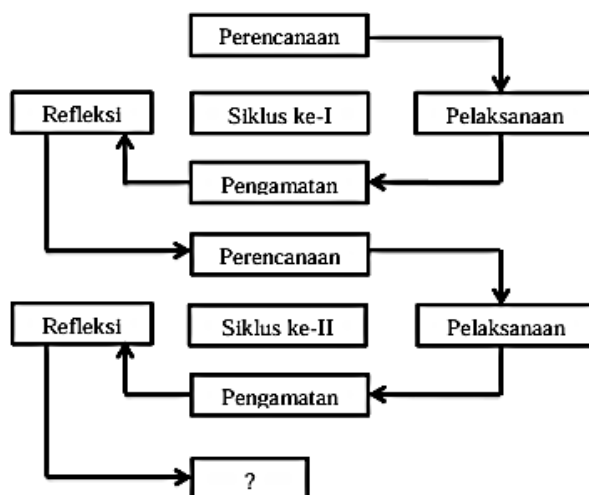 Perencanaan
Refleksi
Siklus ke-I
Pelaksanaan
Pengamatan
Perencanaan
Refleksi
Siklus ke-II
Pelaksanaan
Pengamatan
?